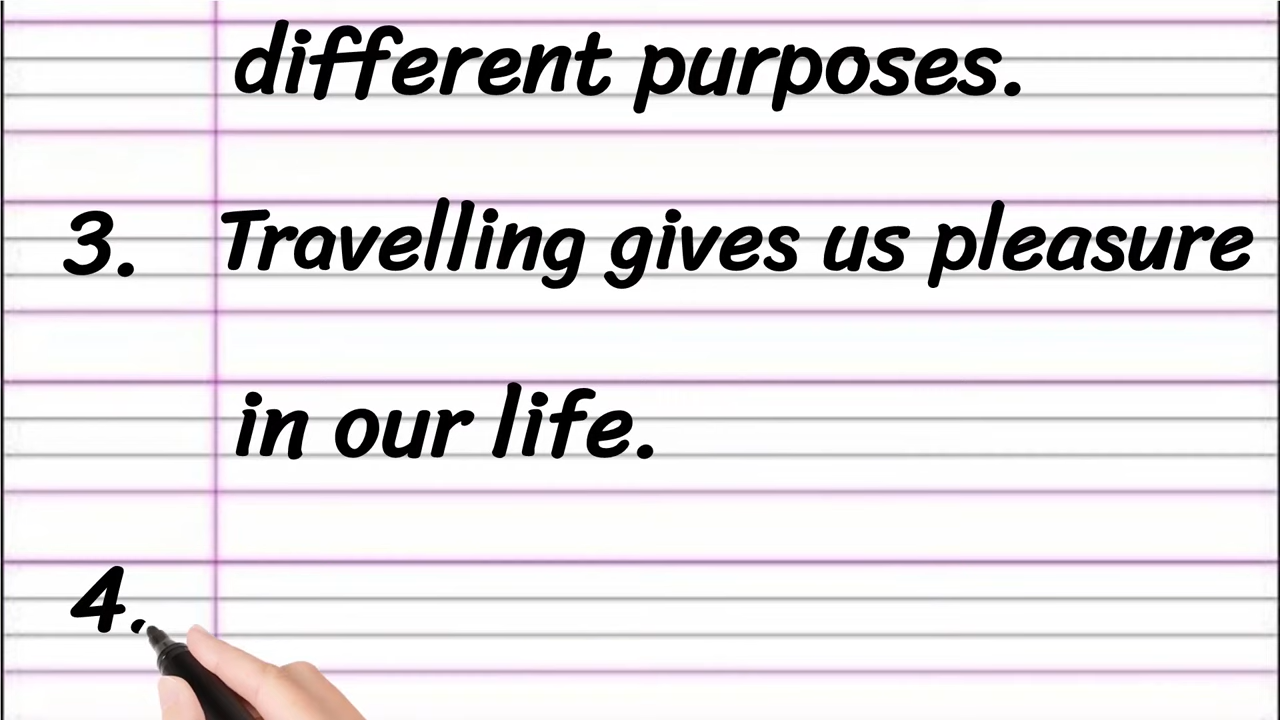 different purposes.
3. Travelling gives us pleasure
in our life.
4.